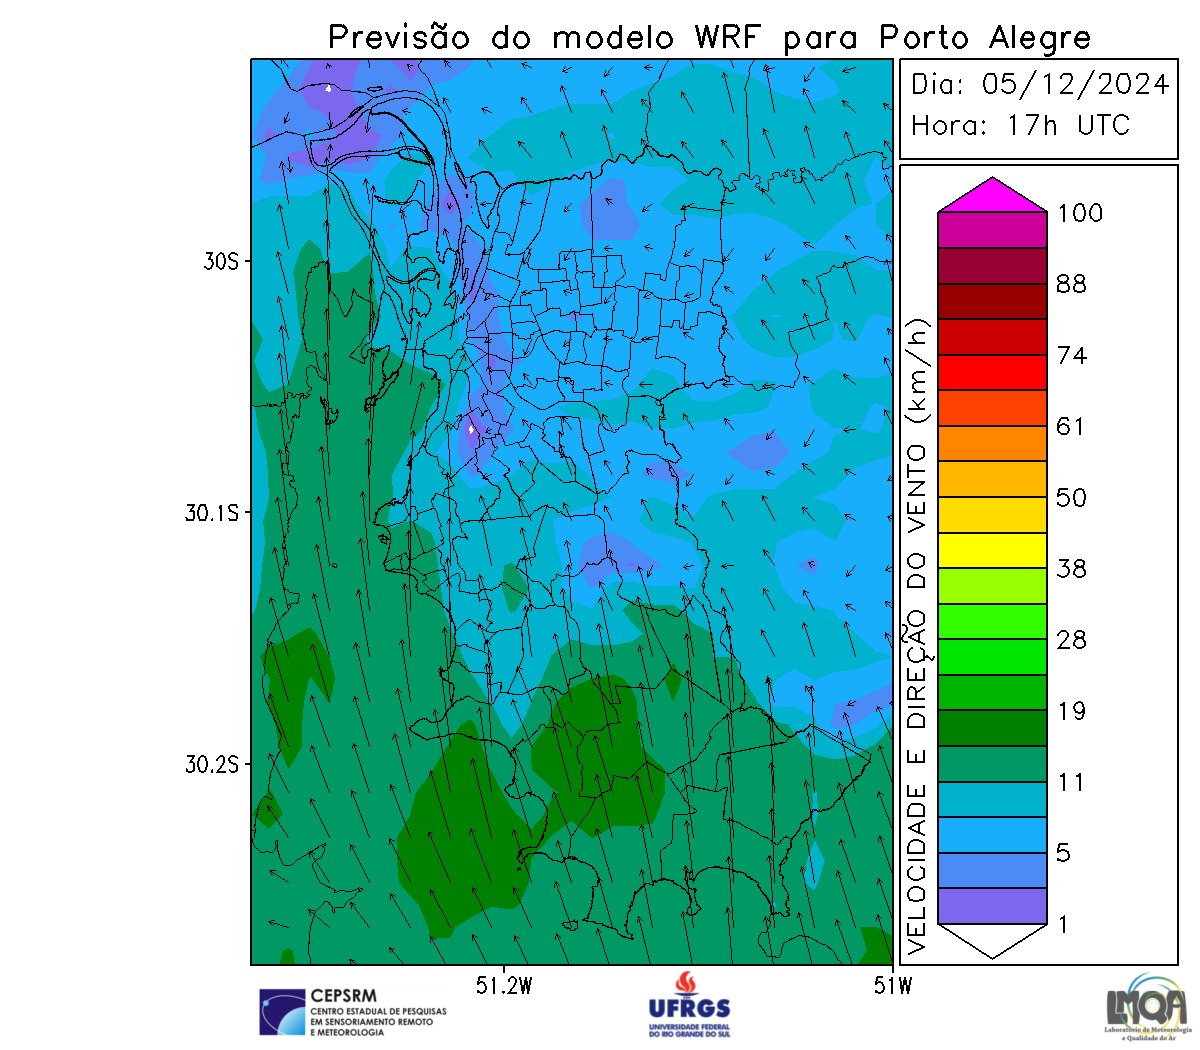 Previsão do modelo WRF para Porto Alegre
Dia: 05/12/2024
Hora: 17h UTC
30S
30.1S
30.2S
51.2W
51W
VELOCIDADE E DIREÇÃO DO VENTO (km/h)
100
88
74
61
50
38
28
19
11
5
1
CEPSRM
CENTRO ESTADUAL DE PESQUISAS
EM SENSORIAMENTO REMOTO
E METEOROLOGIA
UFRGS
UNIVERSIDADE FEDERAL
DO RIO GRANDE DO SUL
LMQA
Laboratório de Meteorologia
e Qualidade do Ar